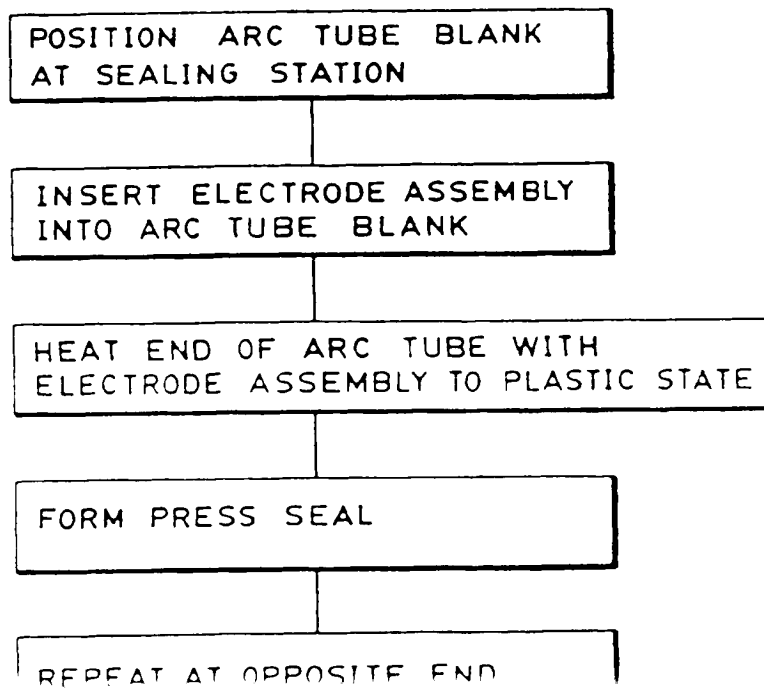 POSITION ARC TUBE BLANK
AT SEALING STATION
INSERT ELECTRODE ASSEMBLY
INTO ARC TUBE BLANK
HEAT END OF ARC TUBE WITH
ELECTRODE ASSEMBLY TO PLASTIC STATE
FORM PRESS SEAL
REPEAT AT OPPOSITE END